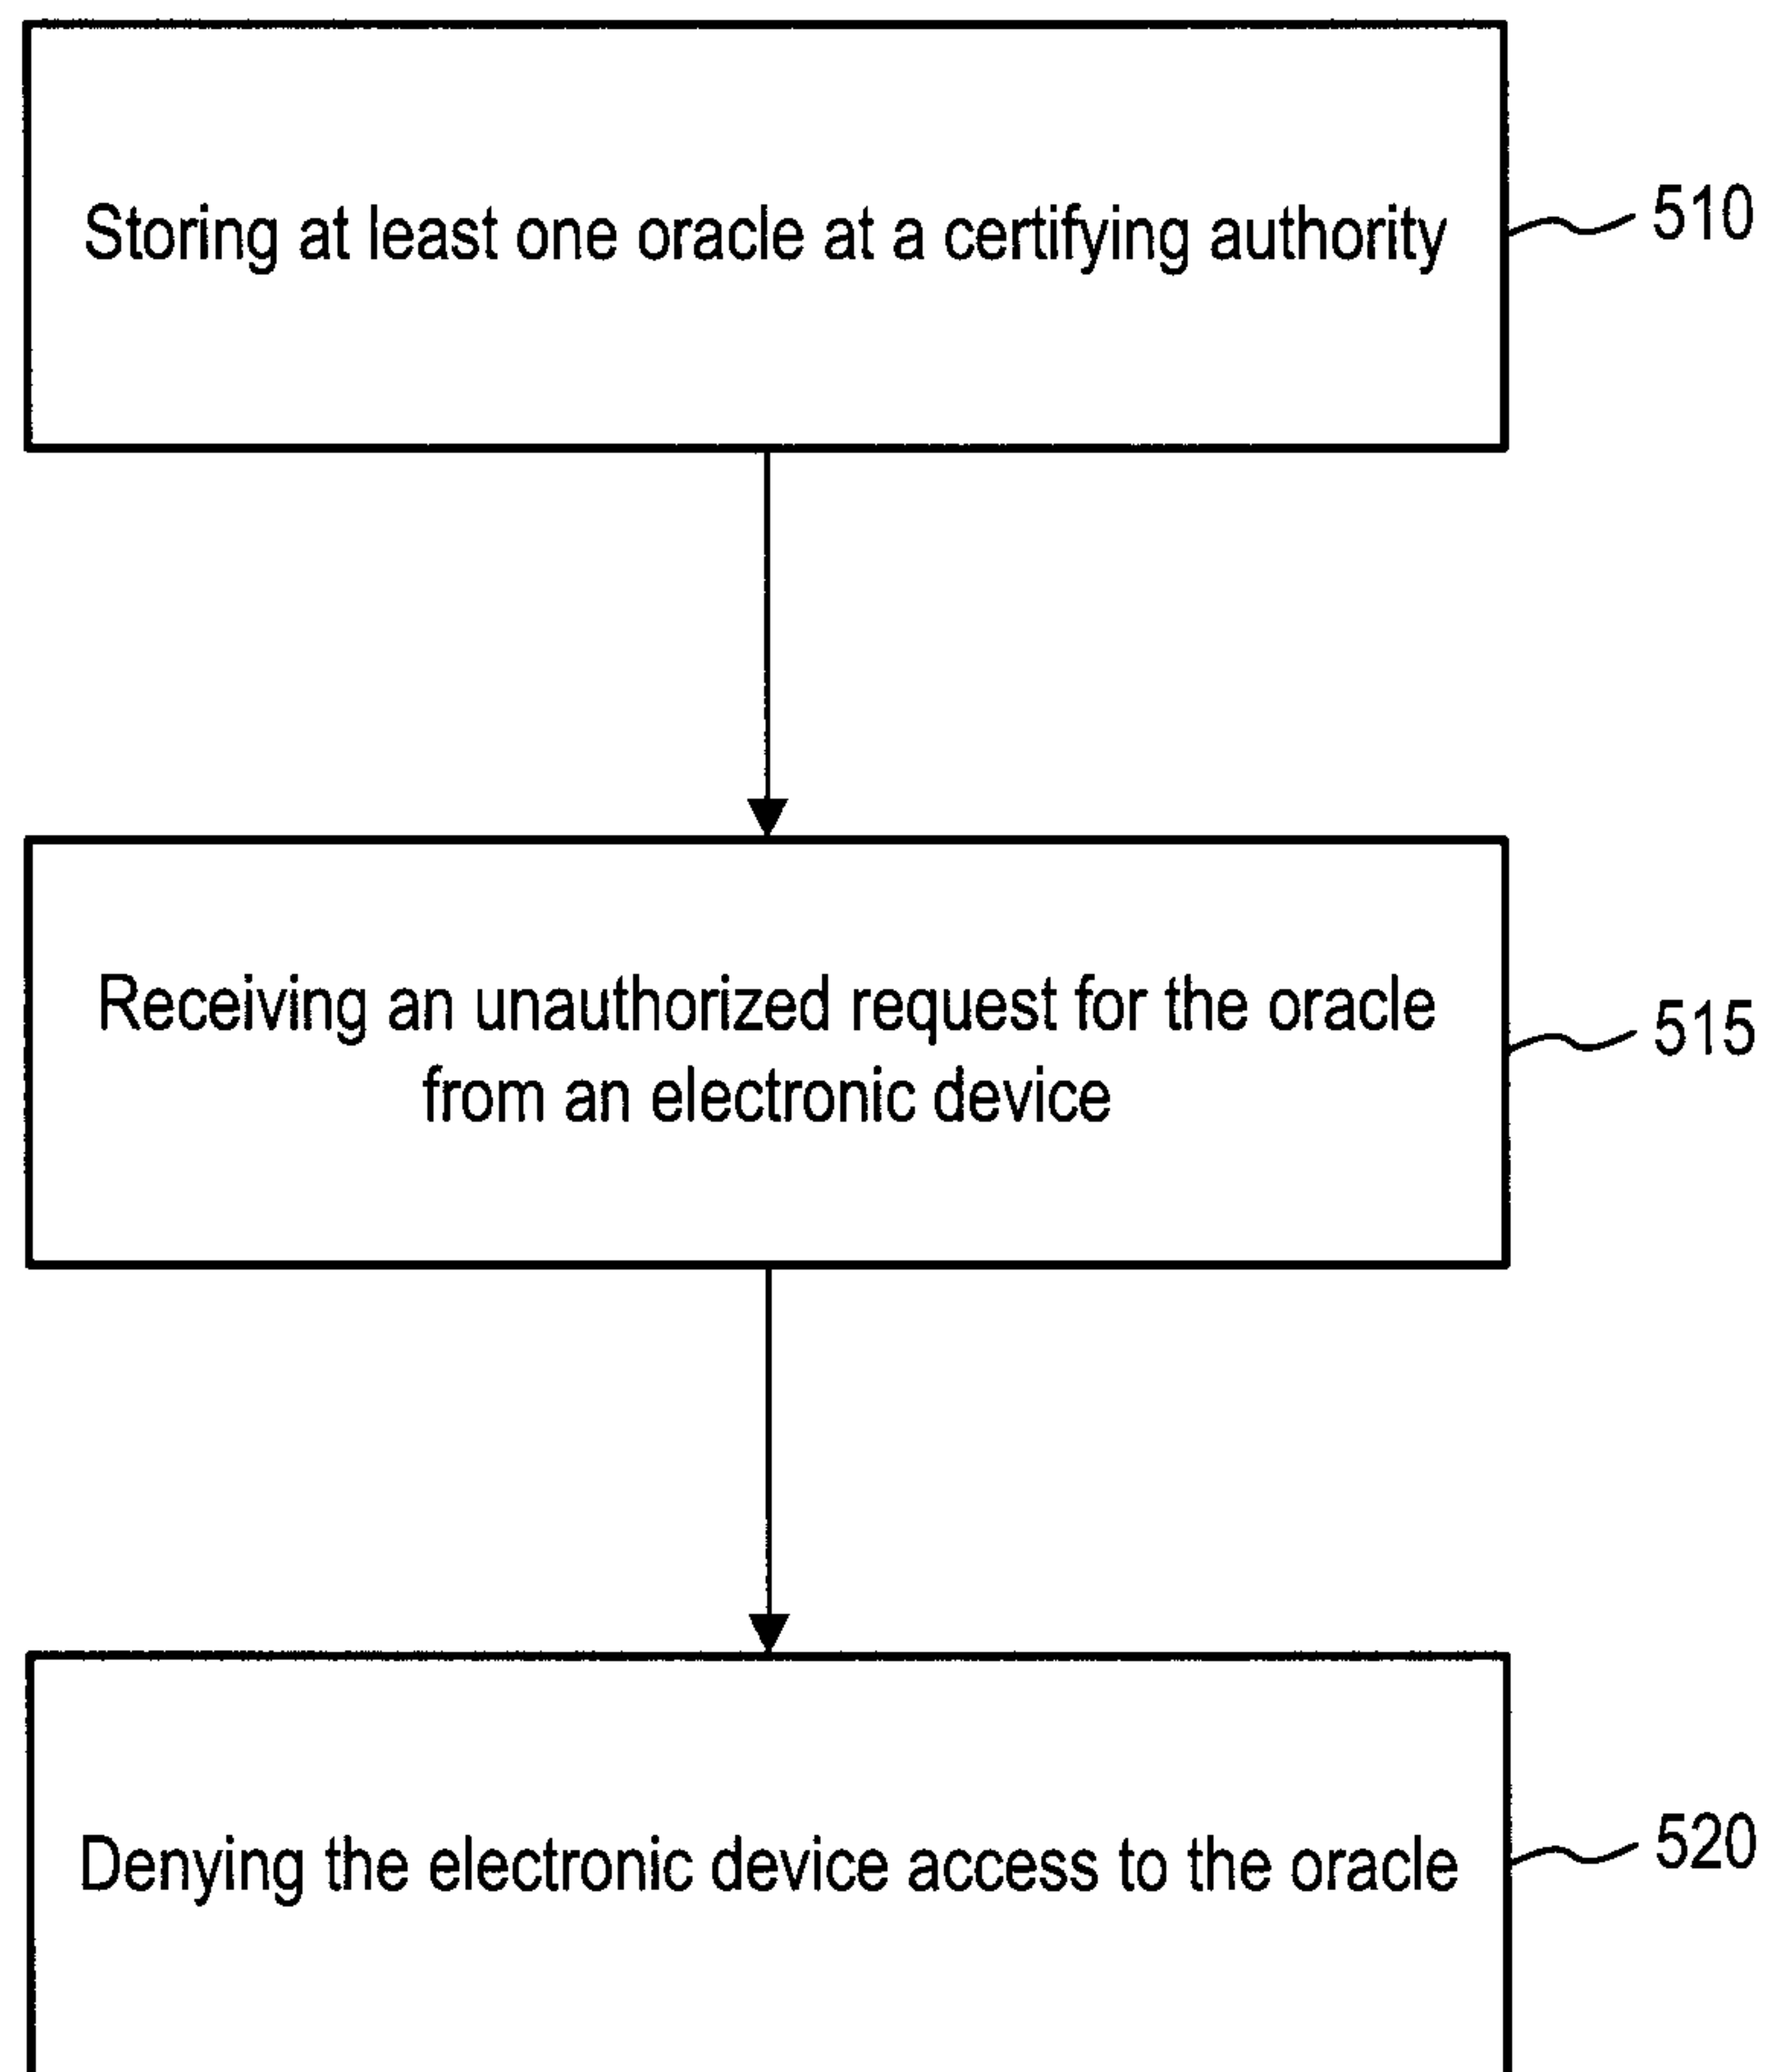 Storing at least one oracle at a certifying authority
510
Receiving an unauthorized request for the oracle
from an electronic device
515
Denying the electronic device access to the oracle
520